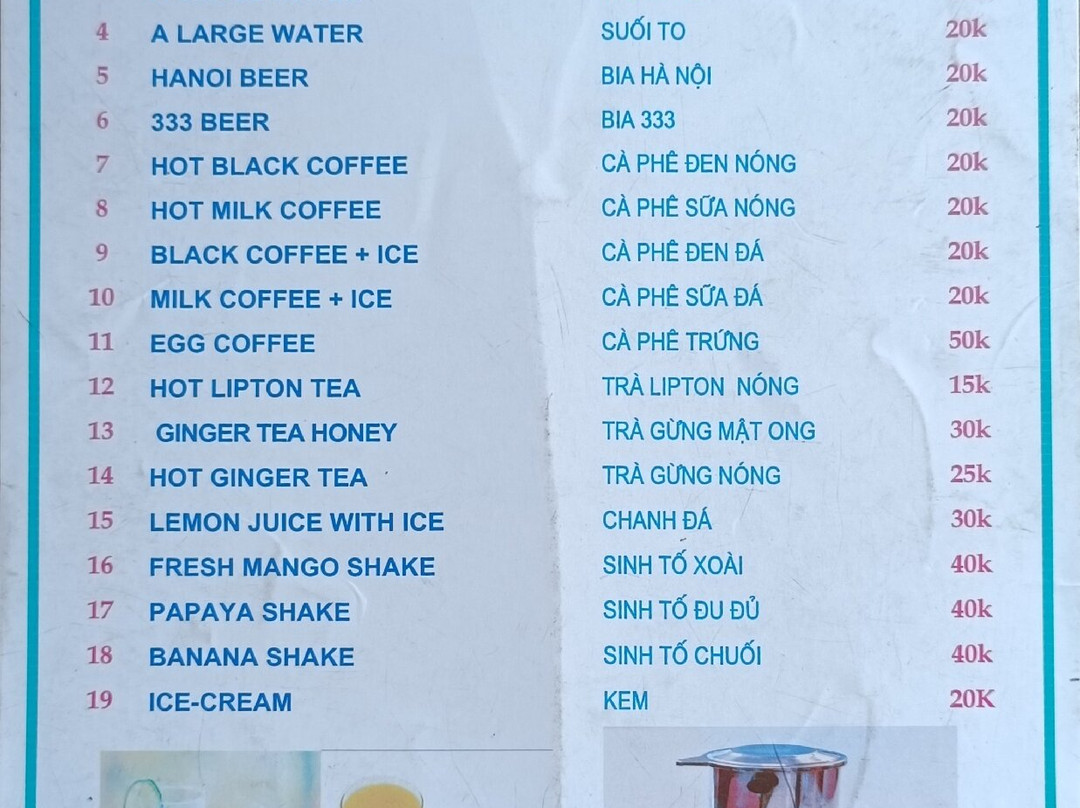 4 A LARGE WATER SUỐI TO 20k
5 HANOI BEER BIA HÀ NỘI 20k
6 333 BEER BIA 333 20k
7 HOT BLACK COFFEE CÀ PHÊ ĐEN NÓNG 20k
8 HOT MILK COFFEE CÀ PHÊ SỮA NÓNG 20k
9 BLACK COFFEE + ICE CÀ PHÊ ĐEN ĐÁ 20k
10 MILK COFFEE + ICE CÀ PHÊ SỮA ĐÁ 20k
11 EGG COFFEE CÀ PHÊ TRỨNG 50k
12 HOT LIPTON TEA TRÀ LIPTON NÓNG 15k
13 GINGER TEA HONEY TRÀ GỪNG MẬT ONG 30k
14 HOT GINGER TEA TRÀ GỪNG NÓNG 25k
15 LEMON JUICE WITH ICE CHANH ĐÁ 30k
16 FRESH MANGO SHAKE SINH TỐ XOÀI 40k
17 PAPAYA SHAKE SINH TỐ ĐU ĐỦ 40k
18 BANANA SHAKE SINH TỐ CHUỐI 40k
19 ICE-CREAM KEM 20K